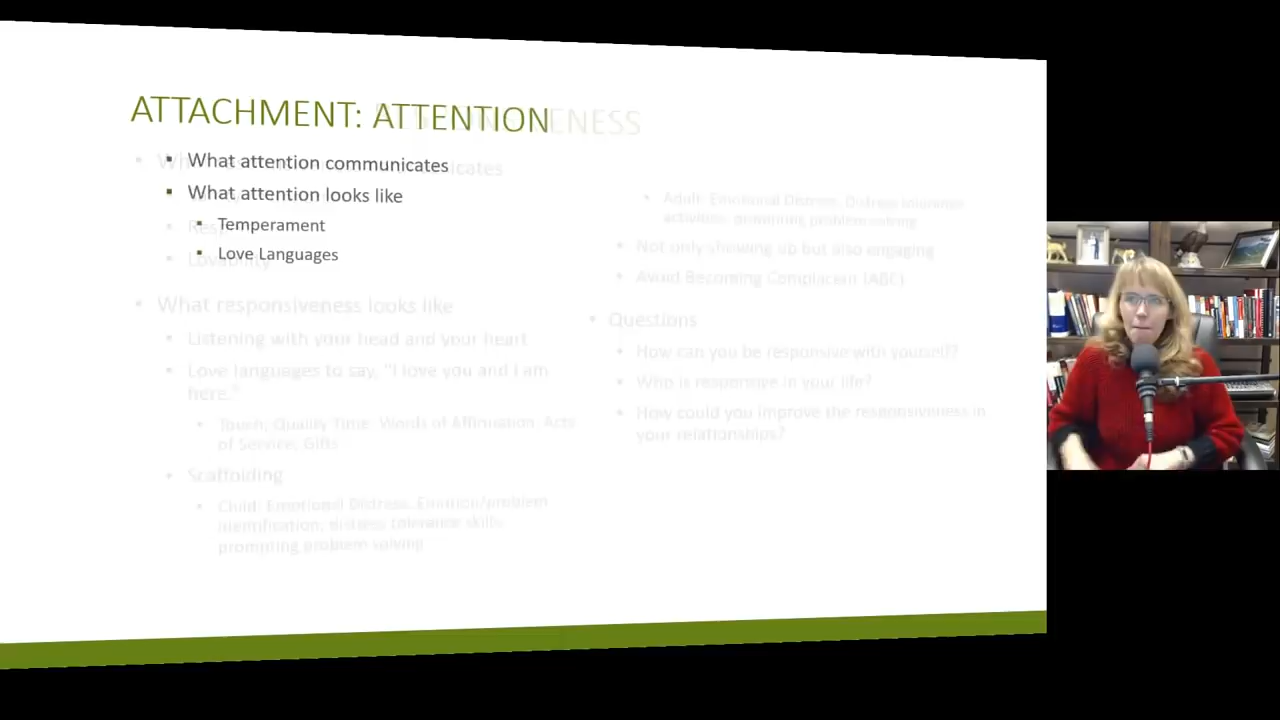 ATTACHMENT: ATTENTION
What attention communicates
What attention looks like
Temperament
Love Languages
Lovability
What responsiveness looks like
Listening with your head and your heart
Love languages to say, "I love you and I am
here."
Touch, Quality Time, Words of Affirmation, Acts
of Service, Gifts
Scaffolding
Child: Emotional Distress, Emotion/problem
identification, distress tolerance skills,
prompting problem solving
Adult: Emotional Distress, Distress tolerance
activities, prompting problem solving
Not only showing up but also engaging
Avoid Becoming Complacent (ABC)
Questions
How can you be responsive with yourself?
Who is responsive in your life?
How could you improve the responsiveness in
your relationships?